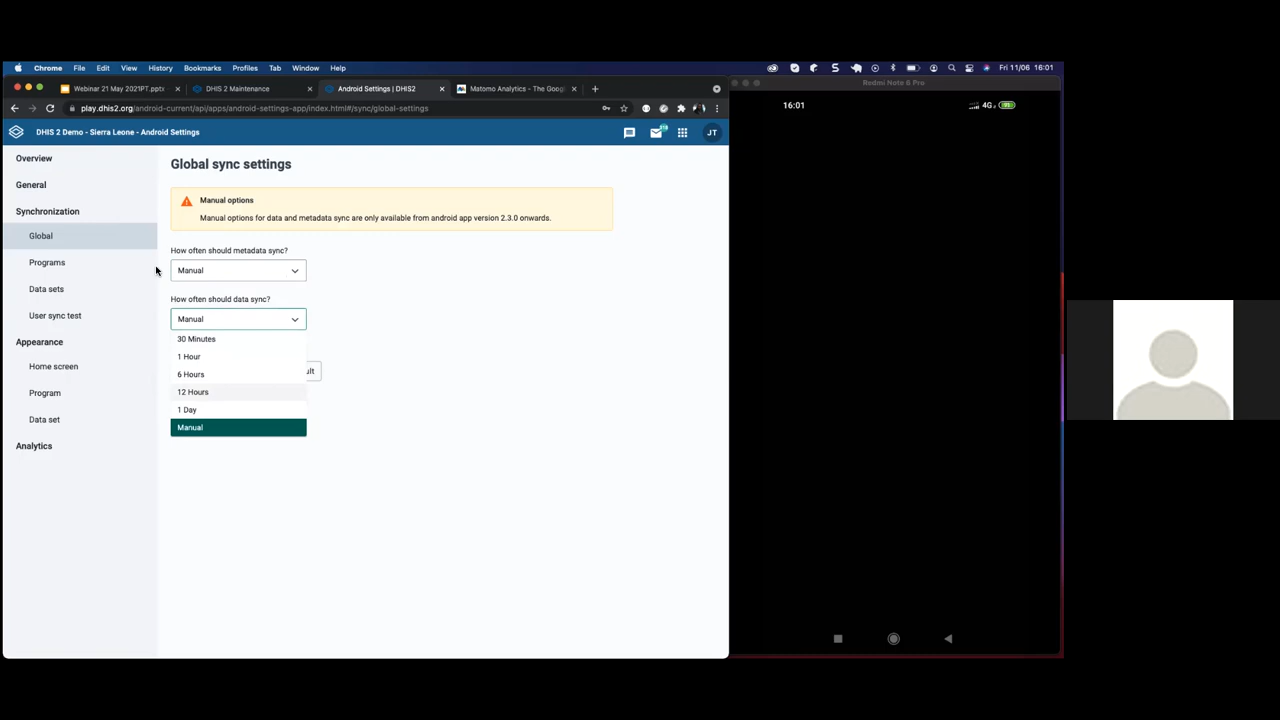 Chrome File Edit View History Bookmarks Profiles Tab Window Help
Fri 11/06 16:01
Webinar 21 May 2021PT.pptx
DHIS 2 Maintenance
Android Settings | DHIS2
Matomo Analytics - The Goog
play.dhis2.org/android-current/api/apps/android-settings-app/index.html#/sync/global-settings
DHIS 2 Demo - Sierra Leone - Android Settings
JT
Overview
General
Synchronization
Global
Programs
Data sets
User sync test
Appearance
Home screen
Program
Data set
Analytics
Global sync settings
Manual options
Manual options for data and metadata sync are only available from android app version 2.3.0 onwards.
How often should metadata sync?
Manual
How often should data sync?
Manual
30 Minutes
1 Hour
6 Hours
12 Hours
1 Day
Manual
ult
Redmi Note 6 Pro
16:01
4G